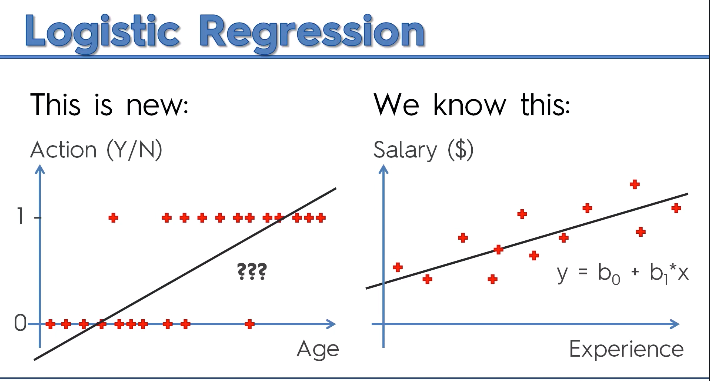 Logistic Regression
This is new:
Action (Y/N)
1
???
0
Age
We know this:
Salary ($)
y = b₀ + b₁*x
Experience